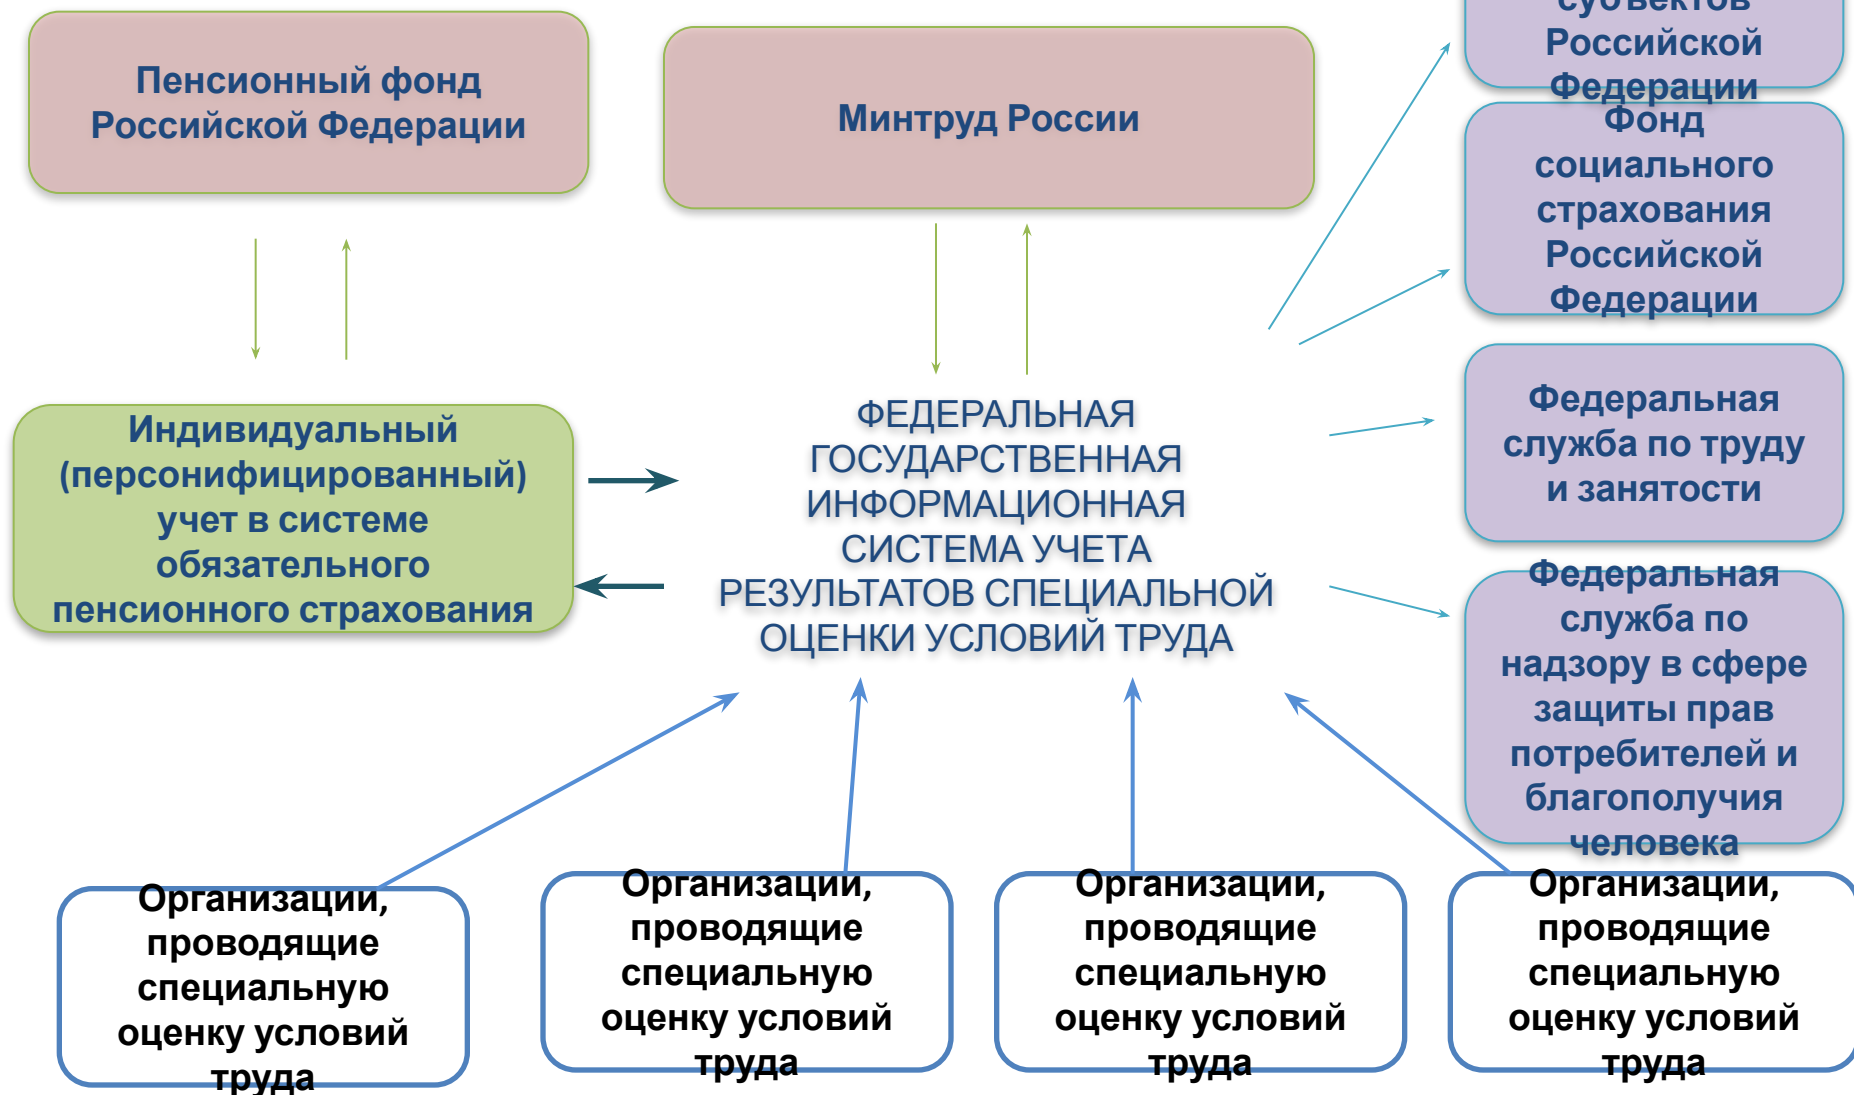 Пенсионный фонд
Российской Федерации
Минтруд России
субъектов
Российской
Федерации
Фонд
социального
страхования
Российской
Федерации
Федеральная
служба по труду
и занятости
Федеральная
служба по
надзору в сфере
защиты прав
потребителей и
благополучия
человека
Индивидуальный
(персонифицированный)
учет в системе
обязательного
пенсионного страхования
ФЕДЕРАЛЬНАЯ
ГОСУДАРСТВЕННАЯ
ИНФОРМАЦИОННАЯ
СИСТЕМА УЧЕТА
РЕЗУЛЬТАТОВ СПЕЦИАЛЬНОЙ
ОЦЕНКИ УСЛОВИЙ ТРУДА
Организации,
проводящие
специальную
оценку условий
труда
Организации,
проводящие
специальную
оценку условий
труда
Организации,
проводящие
специальную
оценку условий
труда
Организации,
проводящие
специальную
оценку условий
труда